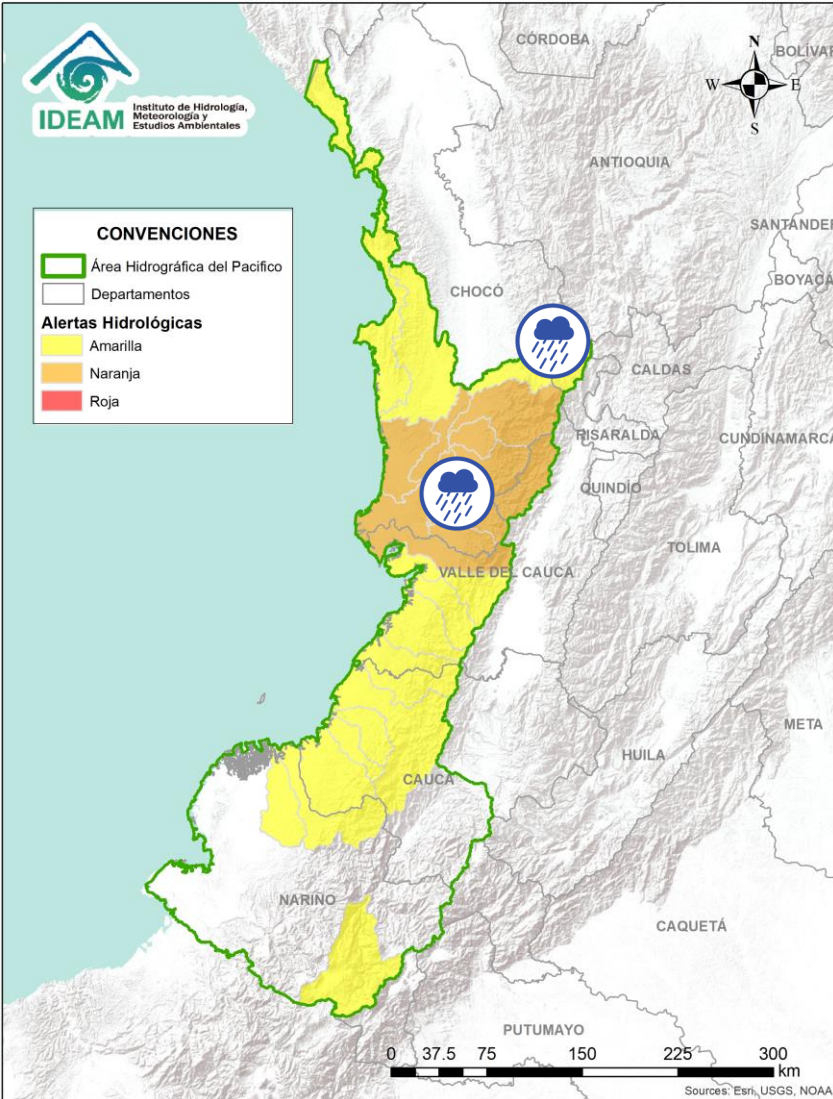 IDEAM
Instituto de Hidrología,
Meteorología y
Estudios Ambientales
CONVENCIONES
Área Hidrográfica del Pacifico
Departamentos
Alertas Hidrológicas
Amarilla
Naranja
Roja
N
W
E
S
CÓRDOBA
BOLÍVAR
ANTIOQUIA
SANTANDER
BOYACÁ
CHOCÓ
CALDAS
RISARALDA
CUNDINAMARCA
QUINDÍO
TOLIMA
VALLE DEL CAUCA
META
HUILA
CAUCA
NARIÑO
CAQUETÁ
PUTUMAYO
0 37.5 75 150 225 300
km
Sources: Esri, USGS, NOAA